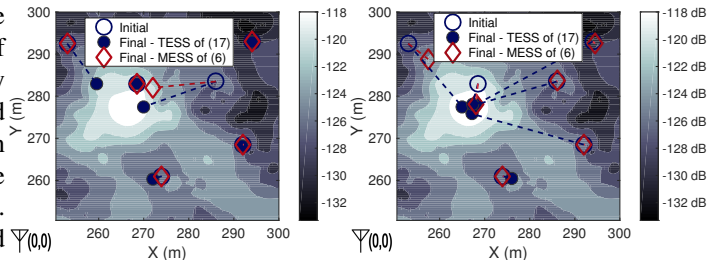 e
f
y
d
n
e
.
d
Initial
Final - TESS of (17)
Final - MESS of (6)
300
290
280
270
260
Y (m)
260 270 280 290 300
X (m)
(0,0)
-118
-120
-122
-124
-126
-128
-130
-132
Initial
Final - TESS of (17)
Final - MESS of (6)
300
290
280
270
260
Y (m)
260 270 280 290 300
X (m)
(0,0)
-118 dB
-120 dB
-122 dB
-124 dB
-126 dB
-128 dB
-130 dB
-132 dB